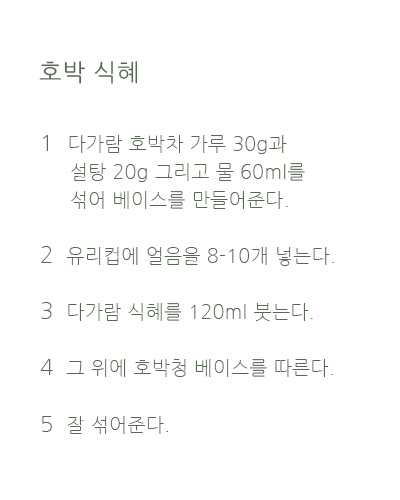 호박 식혜
1 다가람 호박차 가루 30g과
설탕 20g 그리고 물 60ml를
섞어 베이스를 만들어준다.
2 유리컵에 얼음을 8-10개 넣는다.
3 다가람 식혜를 120ml 붓는다.
4 그 위에 호박청 베이스를 따른다.
5 잘 섞어준다.